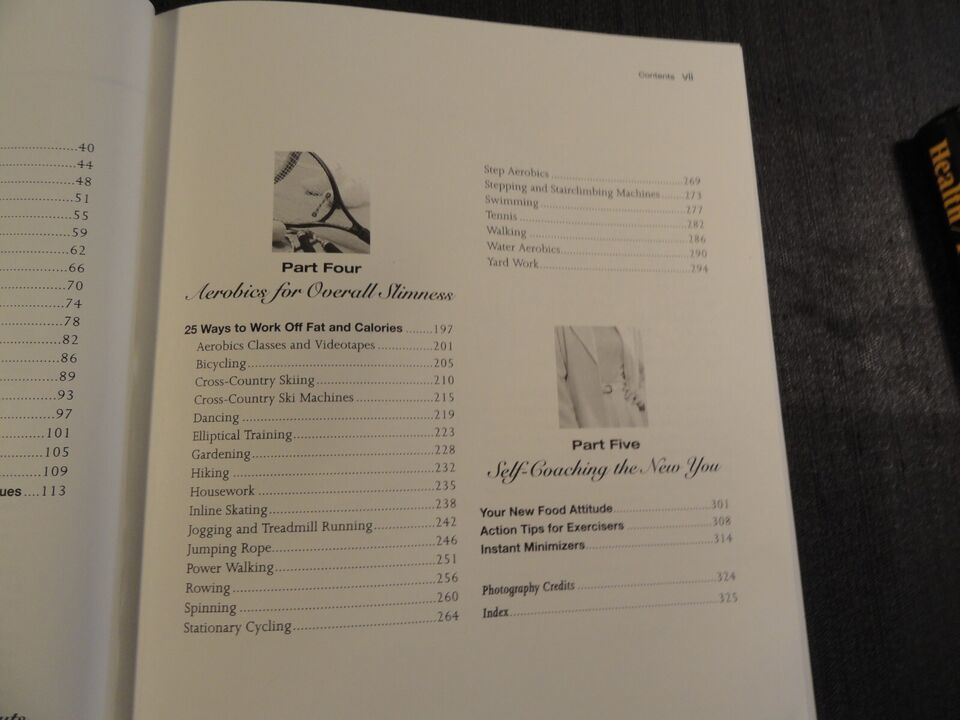 40
44
48
51
55
59
62
66
70
74
78
82
86
89
93
97
101
105
109
ues....113
Contents vii
Part Four
Aerobics for Overall Slimness
25 Ways to Work Off Fat and Calories ........197
Aerobics Classes and Videotapes ................201
Bicycling......................................................205
Cross-Country Skiing...................................210
Cross-Country Ski Machines .......................215
Dancing .......................................................219
Elliptical Training.........................................223
Gardening....................................................228
Hiking .........................................................232
Housework ..................................................235
Inline Skating...............................................238
Jogging and Treadmill Running..................242
Jumping Rope..............................................246
Power Walking.............................................251
Rowing ........................................................256
Spinning ......................................................260
Stationary Cycling........................................264
Step Aerobics ..............................................269
Stepping and Stairclimbing Machines .......273
Swimming....................................................277
Tennis ..........................................................282
Walking .......................................................286
Water Aerobics.............................................290
Yard Work....................................................294
Part Five
Self-Coaching the New You
Your New Food Attitude.............................301
Action Tips for Exercisers ..........................308
Instant Minimizers.....................................314
Photography Credits ...................................324
Index............................................................325
Health